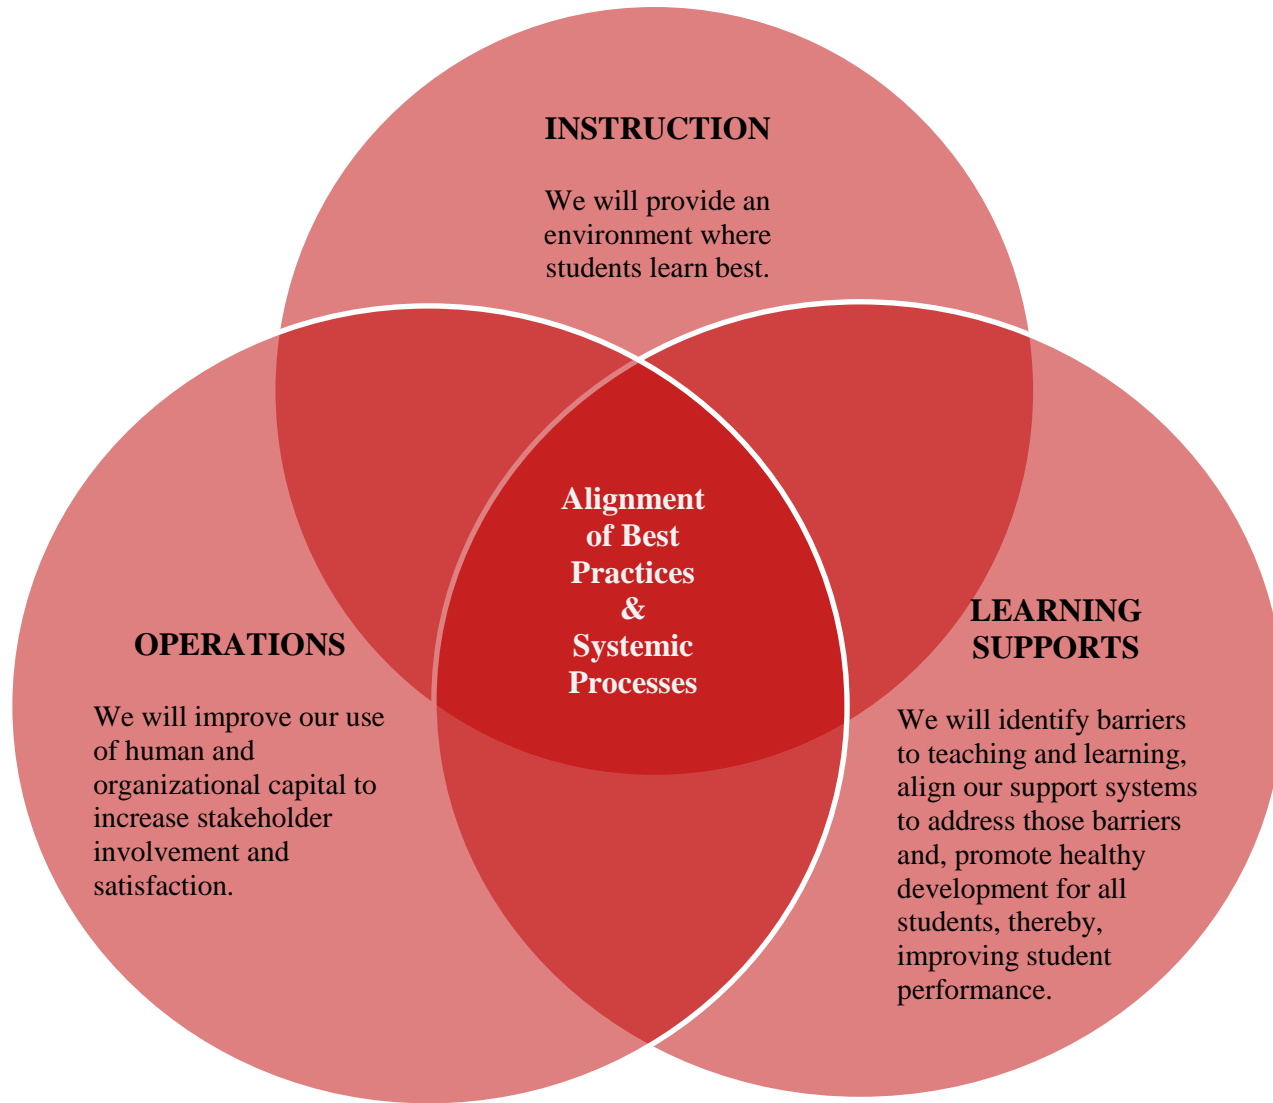 INSTRUCTION
We will provide an
environment where
students learn best.
Alignment
of Best
Practices
&
Systemic
Processes
OPERATIONS
We will improve our use
of human and
organizational capital to
increase stakeholder
involvement and
satisfaction.
LEARNING
SUPPORTS
We will identify barriers
to teaching and learning,
align our support systems
to address those barriers
and, promote healthy
development for all
students, thereby,
improving student
performance.